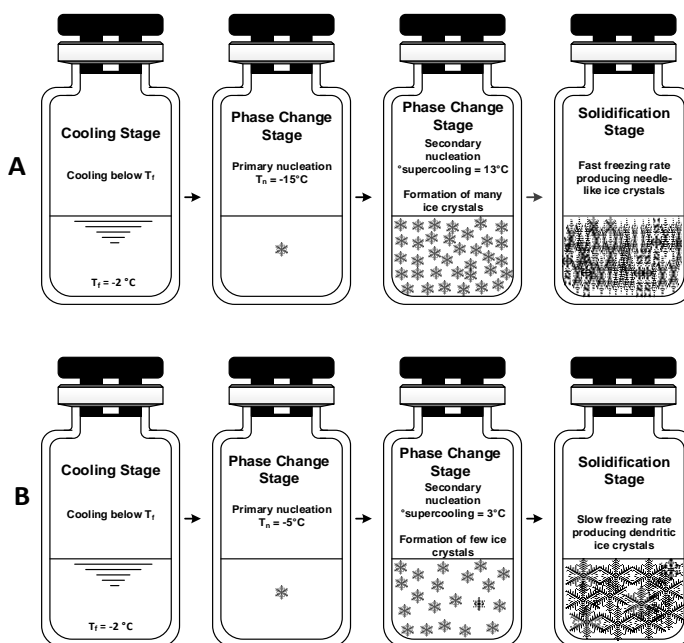 A
Cooling Stage
Cooling below Tf
Tf = -2 °C
Phase Change
Stage
Primary nucleation
Tn = -15°C
Phase Change
Stage
Secondary
nucleation
°supercooling = 13°C
Formation of many
ice crystals
Solidification
Stage
Fast freezing rate
producing needle-
like ice crystals
B
Cooling Stage
Cooling below Tf
Tf = -2 °C
Phase Change
Stage
Primary nucleation
Tn = -5°C
Phase Change
Stage
Secondary
nucleation
°supercooling = 3°C
Formation of few ice
crystals
Solidification
Stage
Slow freezing rate
producing dendritic
ice crystals